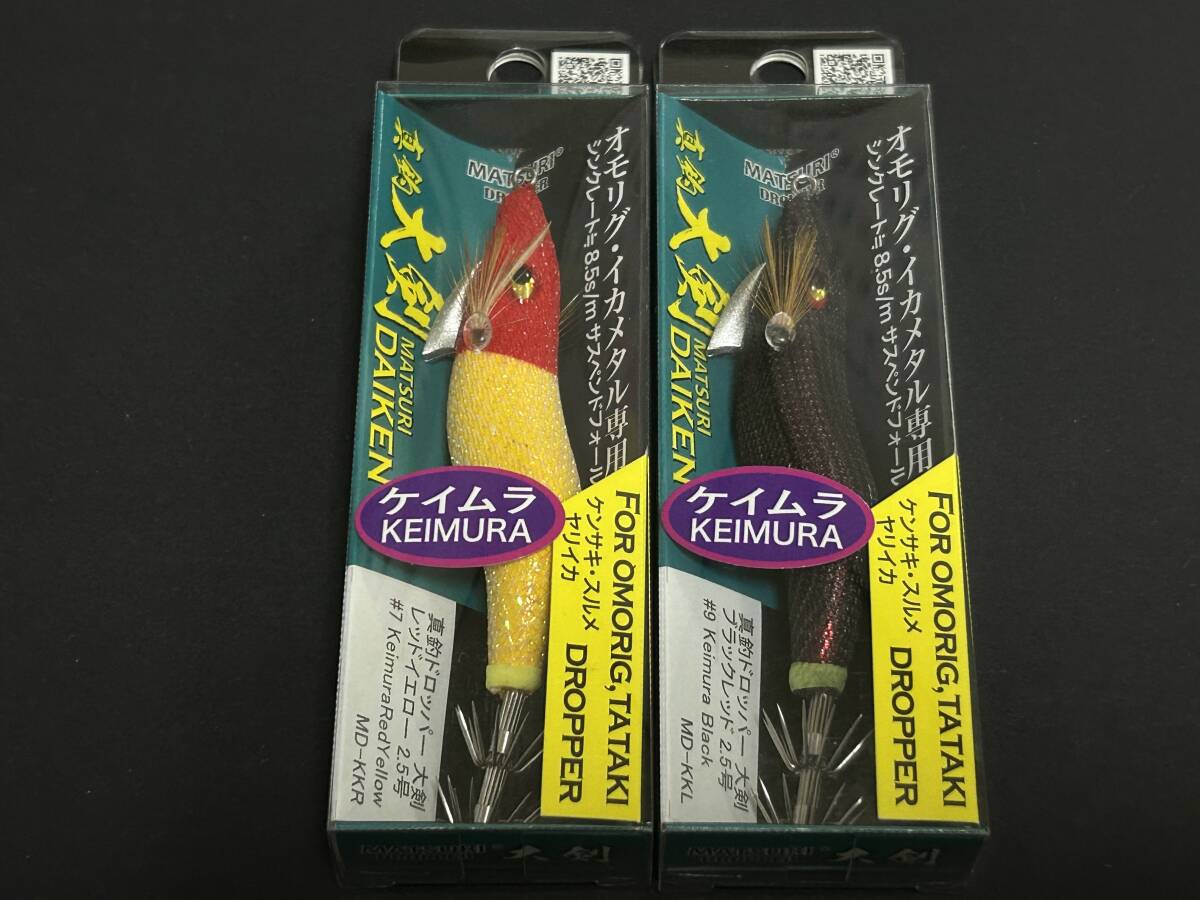 MATSURI®
真釣
大剣
MATSURI
DAIKEN
オモリグ・イカメタル専用
シンクレート≒8.5s/m サスペンドフォール
ケイムラ
KEIMURA
FOR OMORIG,TATAKI
ケンサキ・スルメ
ヤリイカ
DROPPER
真釣ドロッパー 大剣
レッドイエロー 2.5号
#7 KeimuraRedYellow
MD-KKR
MATSURI®
DROPPER
大剣
MATSURI®
真釣
大剣
MATSURI
DAIKEN
オモリグ・イカメタル専用
シンクレート≒8.5s/m サスペンドフォール
ケイムラ
KEIMURA
FOR OMORIG,TATAKI
ケンサキ・スルメ
ヤリイカ
DROPPER
真釣ドロッパー 大剣
ブラックレッド 2.5号
#9 Keimura Black
MD-KKL
MATSURI®
DROPPER
大剣